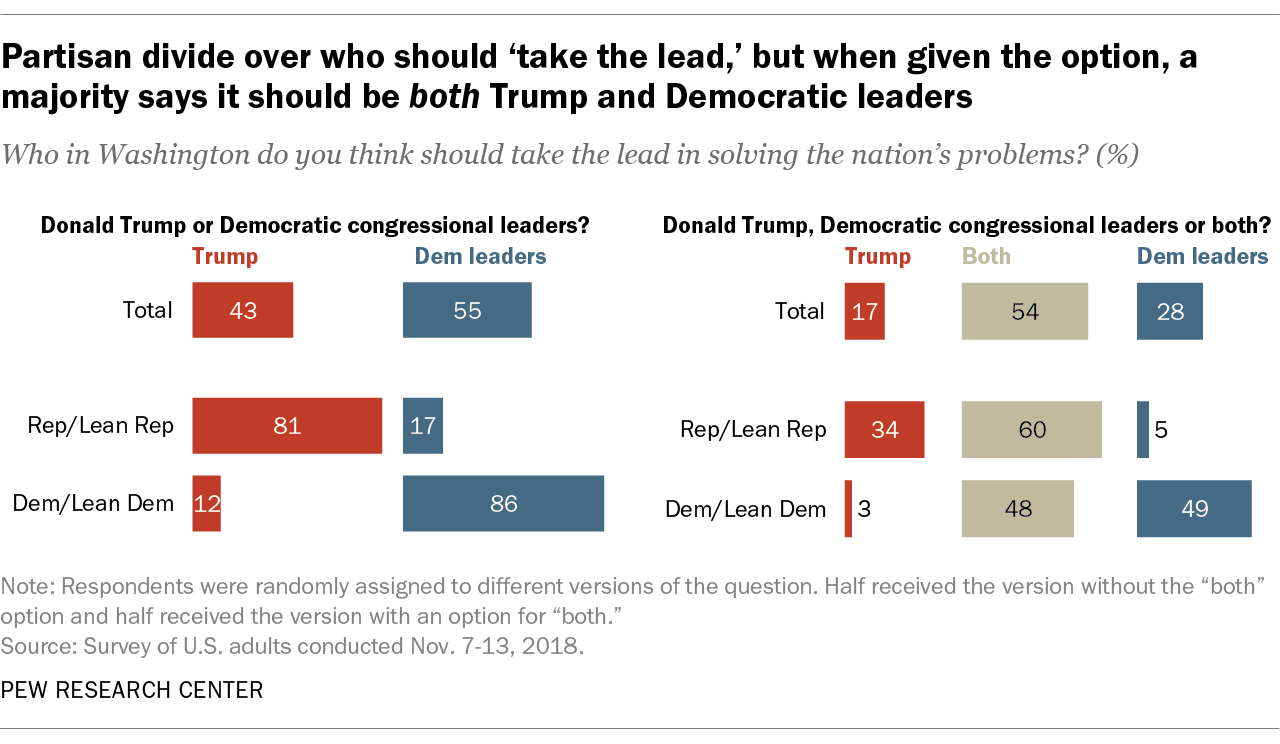 Partisan divide over who should ‘take the lead,’ but when given the option, a
majority says it should be both Trump and Democratic leaders
Who in Washington do you think should take the lead in solving the nation’s problems? (%)
Donald Trump or Democratic congressional leaders?
Trump Dem leaders
Total 43 55
Rep/Lean Rep 81 17
Dem/Lean Dem 12 86
Donald Trump, Democratic congressional leaders or both?
Trump Both Dem leaders
Total 17 54 28
Rep/Lean Rep 34 60 5
Dem/Lean Dem 3 48 49
Note: Respondents were randomly assigned to different versions of the question. Half received the version without the “both”
option and half received the version with an option for “both.”
Source: Survey of U.S. adults conducted Nov. 7-13, 2018.
PEW RESEARCH CENTER